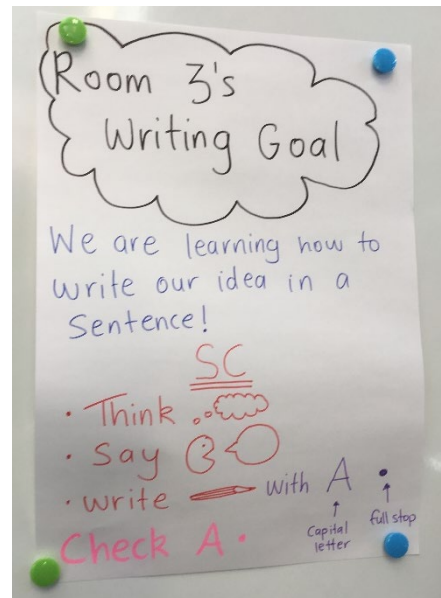 Room 3's
Writing Goal
We are learning how to
write our idea in a
Sentence!
SC
• Think
• Say
• write with A .
Capital
letter
full stop
Check A .